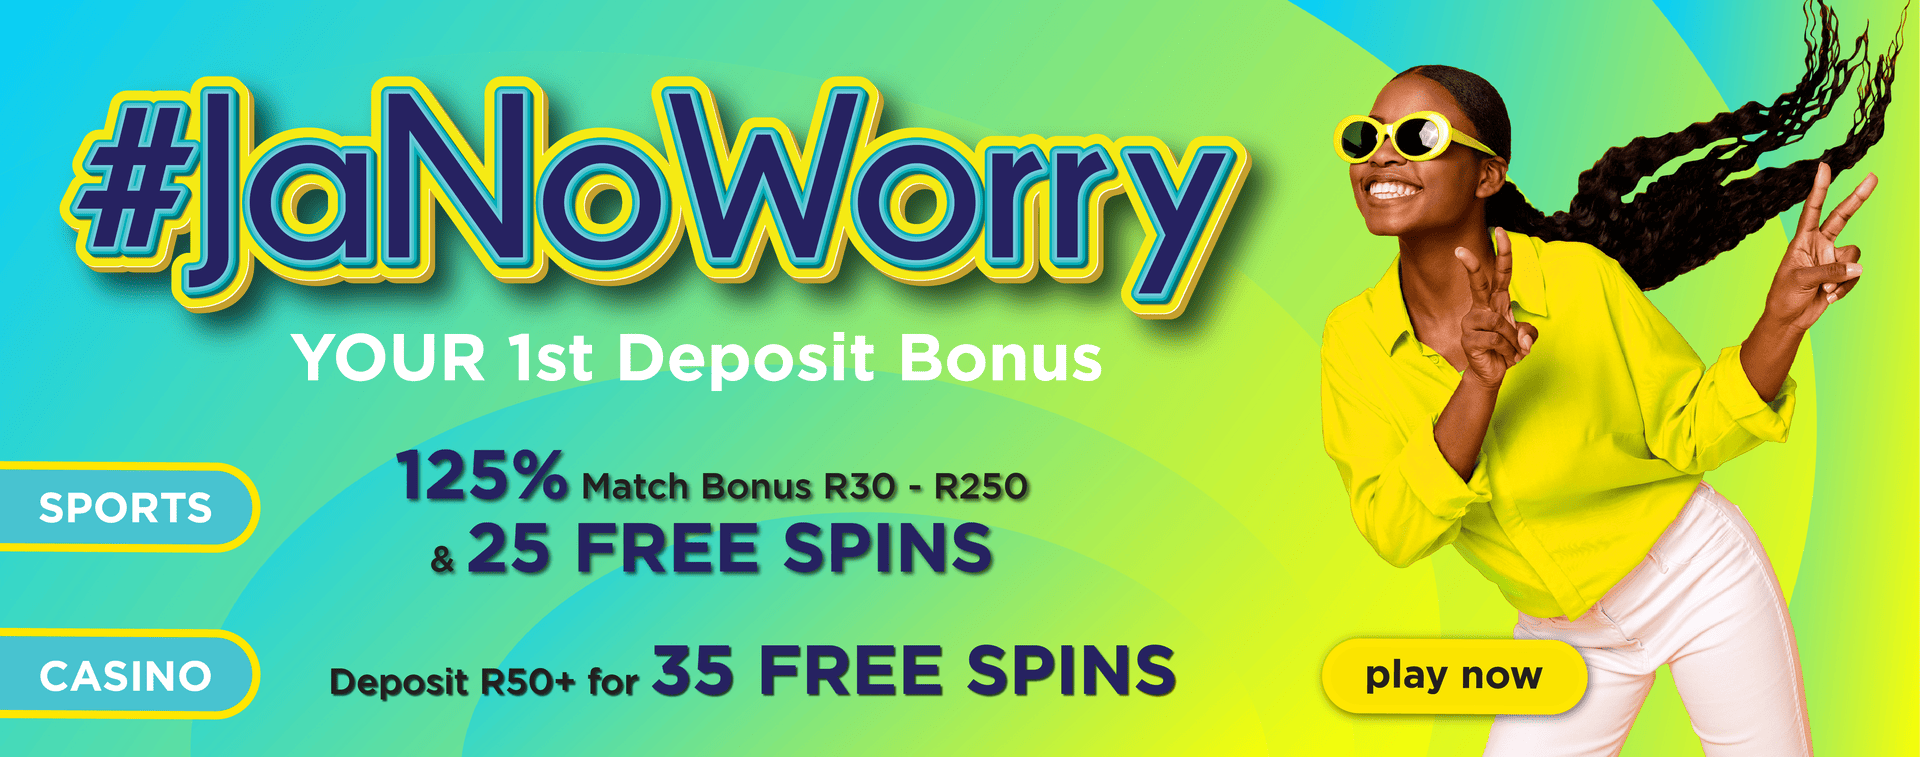 #JaNoWorry
YOUR 1st Deposit Bonus
SPORTS
125% Match Bonus R30 - R250
& 25 FREE SPINS
CASINO
Deposit R50+ for 35 FREE SPINS
play now